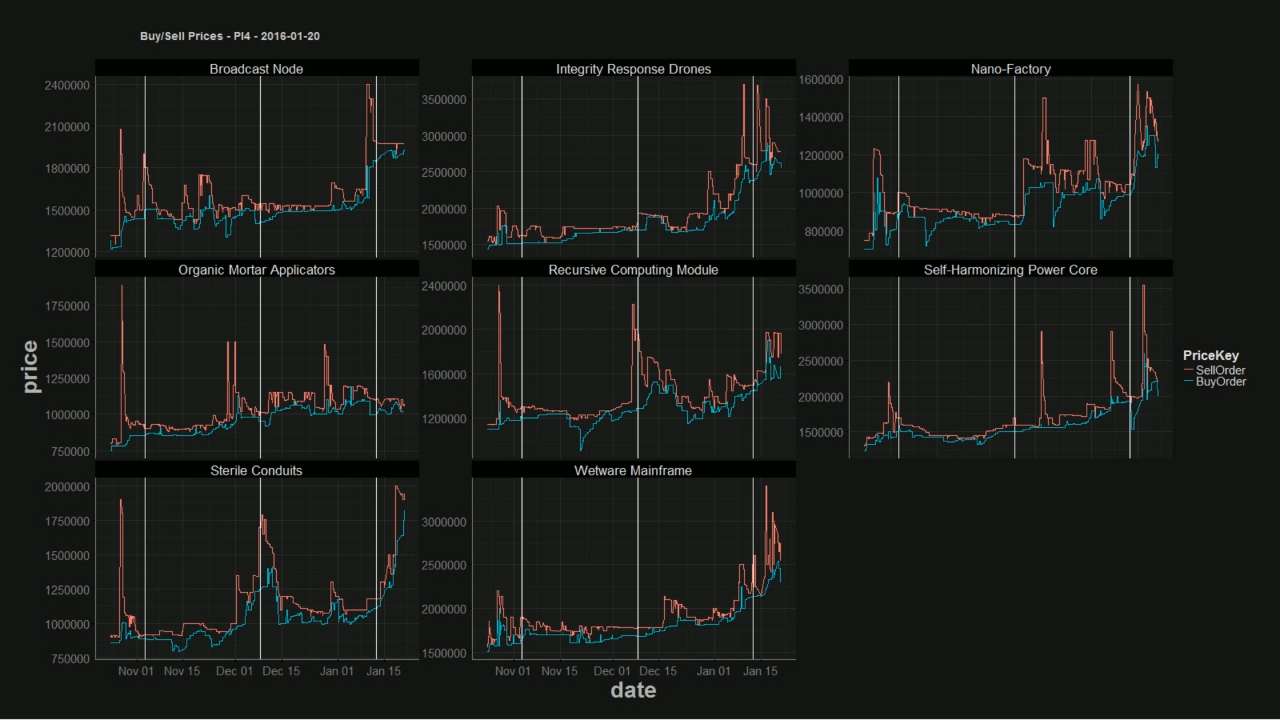 Buy/Sell Prices - PI4 - 2016-01-20
Broadcast Node
Integrity Response Drones
Nano-Factory
2400000
2100000
1800000
1500000
1200000
3500000
3000000
2500000
2000000
1500000
1600000
1400000
1200000
1000000
800000
Organic Mortar Applicators
Recursive Computing Module
Self-Harmonizing Power Core
1750000
1500000
1250000
1000000
750000
2400000
2000000
1600000
1200000
3500000
3000000
2500000
2000000
1500000
price
PriceKey
SellOrder
BuyOrder
Sterile Conduits
Wetware Mainframe
2000000
1750000
1500000
1250000
1000000
750000
3000000
2500000
2000000
1500000
Nov 01 Nov 15 Dec 01 Dec 15 Jan 01 Jan 15
Nov 01 Nov 15 Dec 01 Dec 15 Jan 01 Jan 15
date